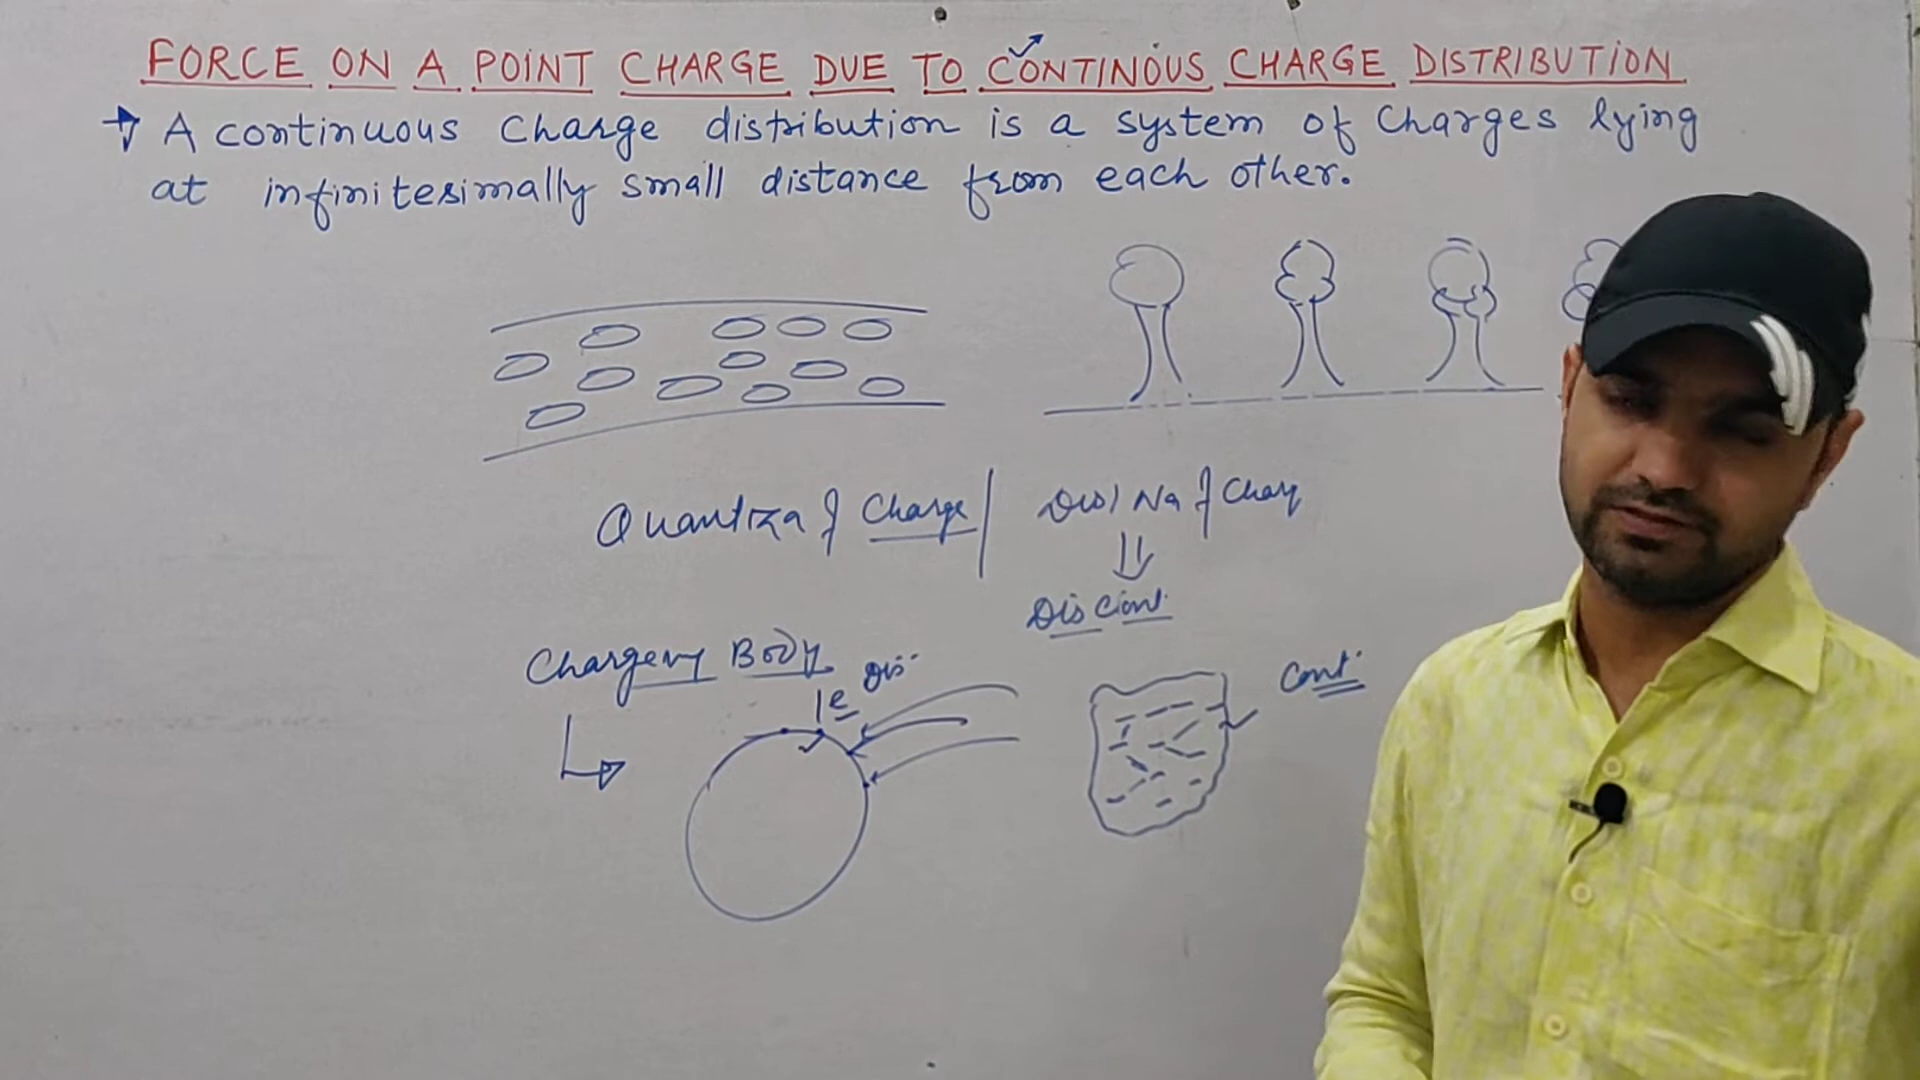 FORCE ON A POINT CHARGE DUE TO CONTINOUS CHARGE DISTRIBUTION
A continuous charge distribution is a system of Charges lying
at infinitesimally small distance from each other.
Quantiza of Charge Na of Charg
Dis Cont.
Chargeny Body
Dis Cont
1e